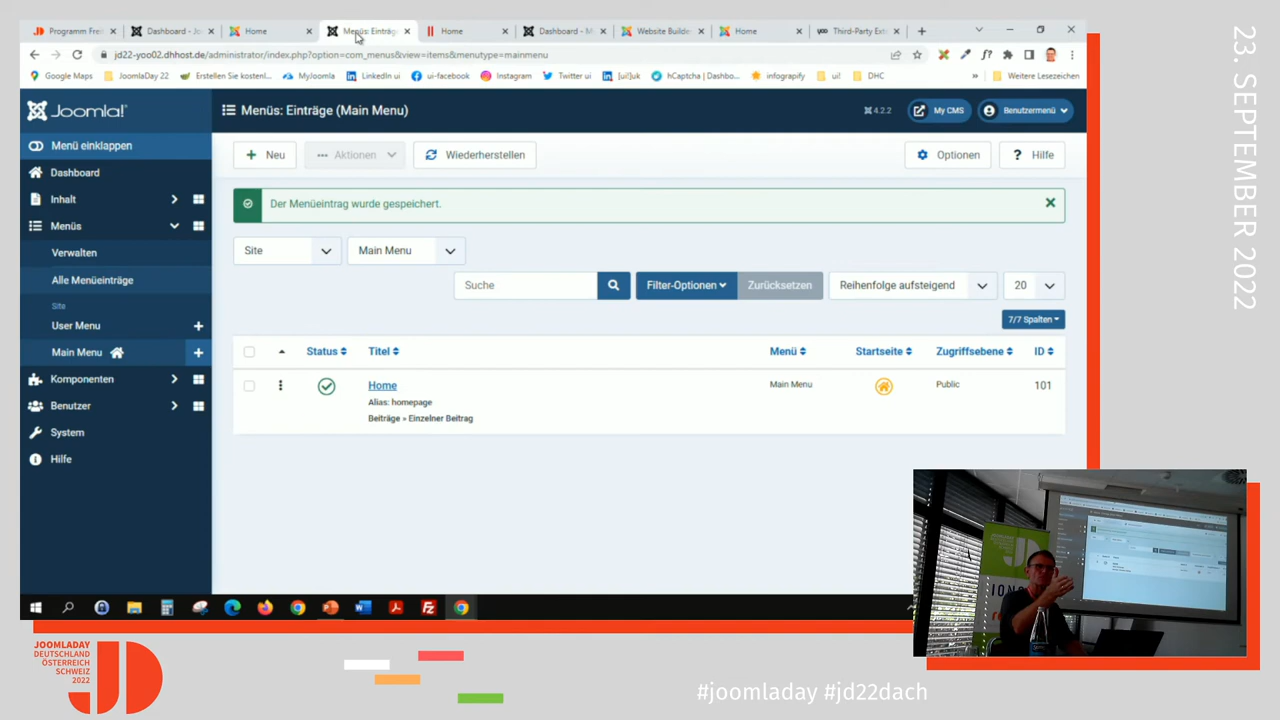 Programm Frei
Dashboard - Jo
Home
Menüs: Einträg
Home
Dashboard - M
Website Builde
Home
YOO Third-Party Ext
jd22-yoo02.dhhost.de/administrator/index.php?option=com_menus&view=items&menutype=mainmenu
Google Maps
JoomlaDay 22
Erstellen Sie kostenl...
MyJoomla
LinkedIn ui
ui-facebook
Instagram
Twitter ui
[ui!]uk
hCaptcha | Dashbo...
infograpify
ui!
DHC
»
Weitere Lesezeichen
Joomla!
Menüs: Einträge (Main Menu)
4.2.2
My CMS
Benutzermenü
Menü einklappen
Dashboard
Inhalt
Menüs
Verwalten
Alle Menüeinträge
Site
User Menu
Main Menu
Komponenten
Benutzer
System
Hilfe
Neu
Aktionen
Wiederherstellen
Optionen
? Hilfe
Der Menüeintrag wurde gespeichert.
Site
Main Menu
Suche
Filter-Optionen
Zurücksetzen
Reihenfolge aufsteigend
20
7/7 Spalten
Status
Titel
Menü
Startseite
Zugriffsebene
ID
Home
Alias: homepage
Beiträge » Einzelner Beitrag
Main Menu
Public
101
23. SEPTEMBER 2022
JD
IONO
JOOMLADAY
DEUTSCHLAND
ÖSTERREICH
SCHWEIZ
2022
JD
#joomladay #jd22dach